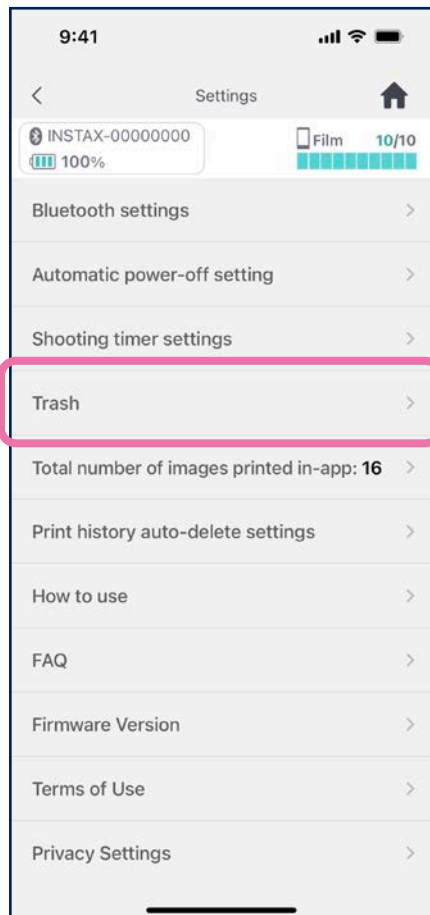 9:41
Settings
INSTAX-00000000
100%
Film 10/10
Bluetooth settings
Automatic power-off setting
Shooting timer settings
Trash
Total number of images printed in-app: 16
Print history auto-delete settings
How to use
FAQ
Firmware Version
Terms of Use
Privacy Settings